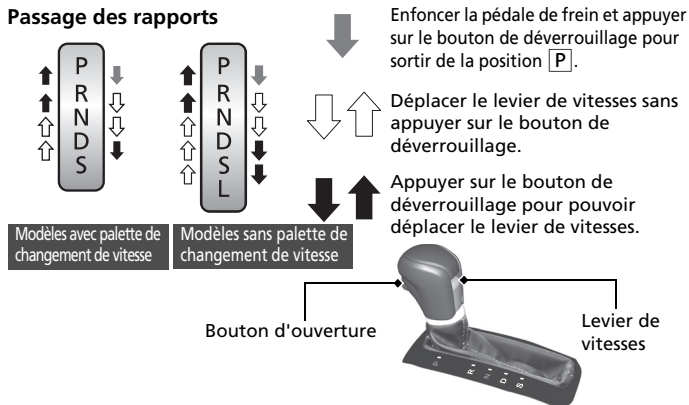 Passage des rapports
P
R
N
D
S
P
R
N
D
S
L
Modèles avec palette de
changement de vitesse
Modèles sans palette de
changement de vitesse
Enfoncer la pédale de frein et appuyer
sur le bouton de déverrouillage pour
sortir de la position P.
Déplacer le levier de vitesses sans
appuyer sur le bouton de
déverrouillage.
Appuyer sur le bouton de
déverrouillage pour pouvoir
déplacer le levier de vitesses.
Bouton d'ouverture
Levier de
vitesses
P
R
N
D
S